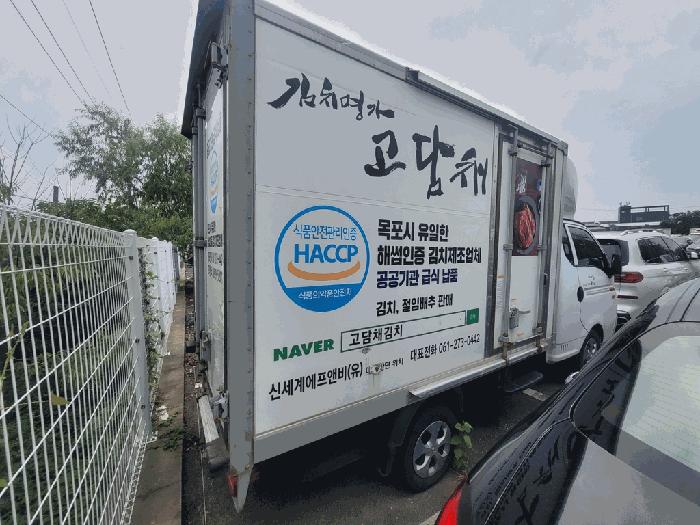 김치명가
고담채
식품안전관리인증
HACCP
식품의약품안전처
목포시 유일한
해썹인증 김치제조업체
공공기관 급식 납품
김치, 절임배추 판매
NAVER 고담채김치
신세계에프앤비(유)
대표전화 061-273-0442